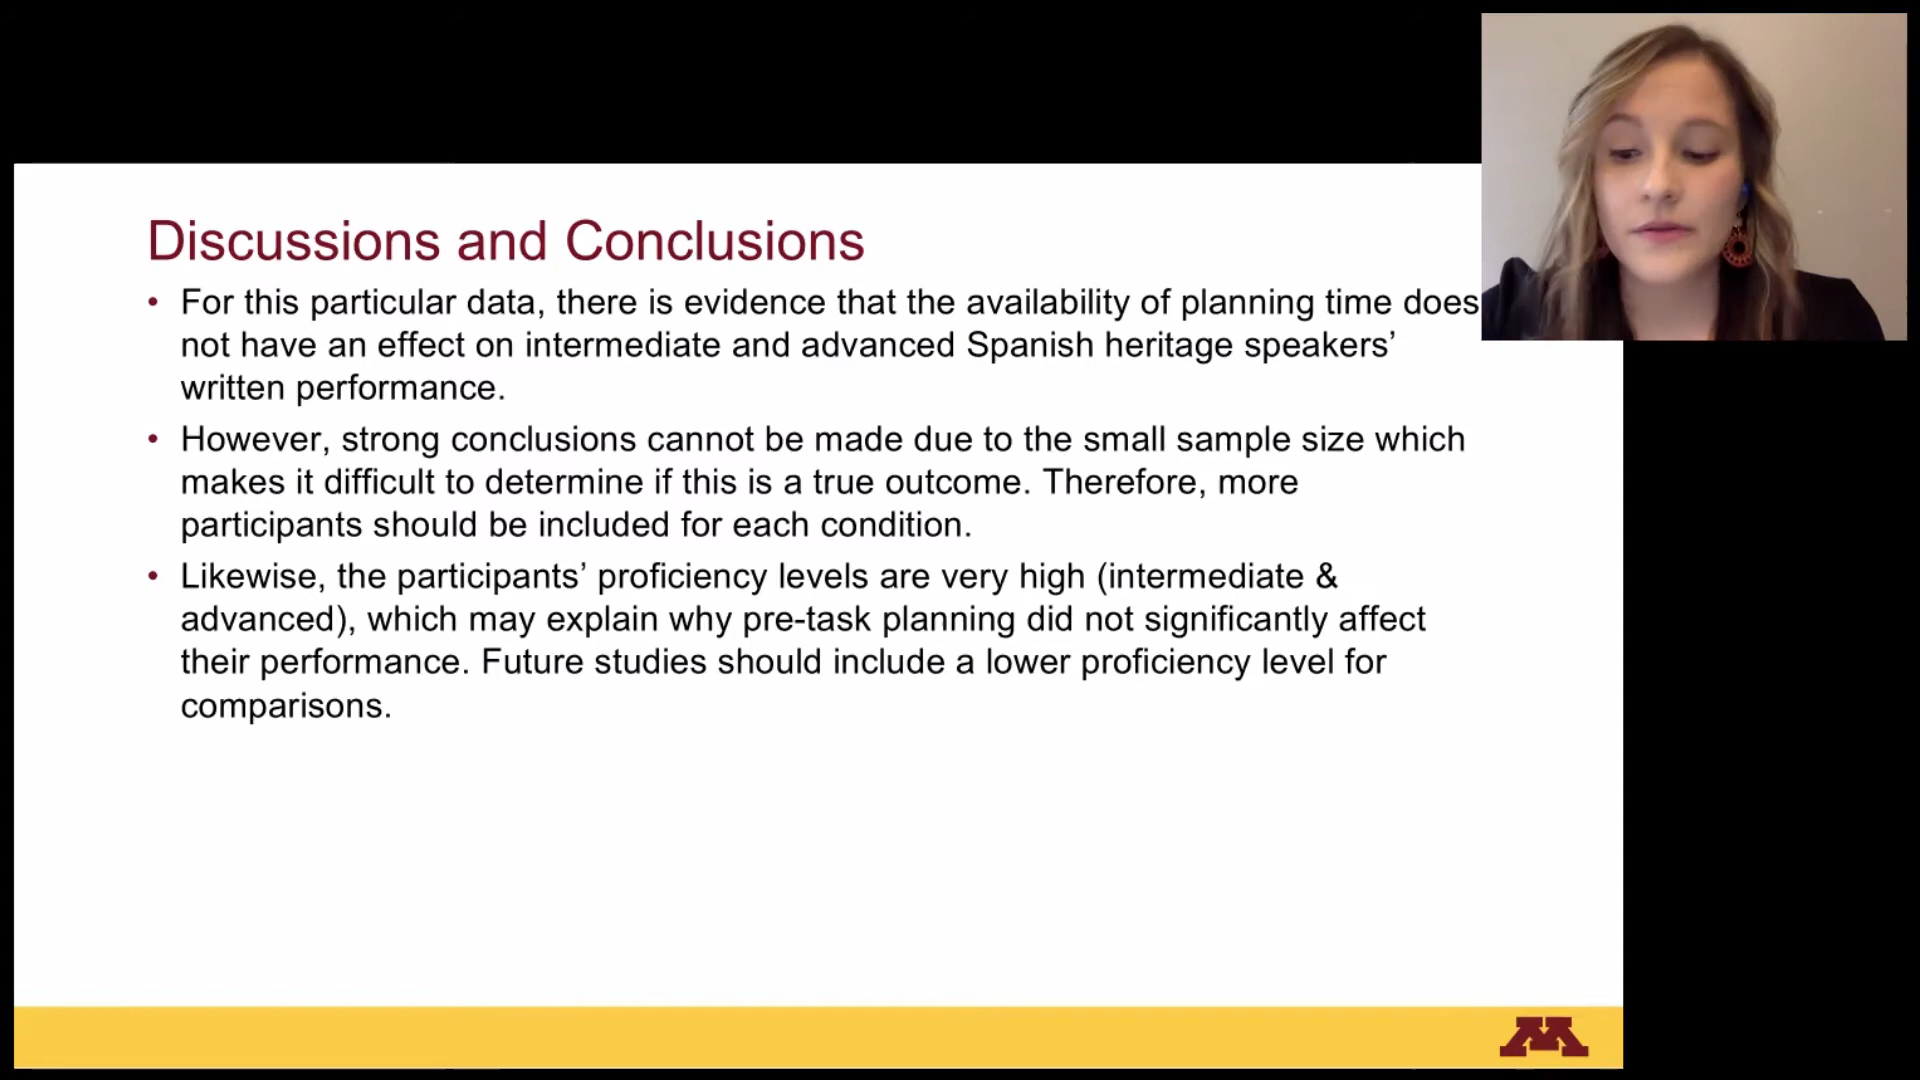 Discussions and Conclusions
• For this particular data, there is evidence that the availability of planning time does
not have an effect on intermediate and advanced Spanish heritage speakers’
written performance.
• However, strong conclusions cannot be made due to the small sample size which
makes it difficult to determine if this is a true outcome. Therefore, more
participants should be included for each condition.
• Likewise, the participants’ proficiency levels are very high (intermediate &
advanced), which may explain why pre-task planning did not significantly affect
their performance. Future studies should include a lower proficiency level for
comparisons.
M